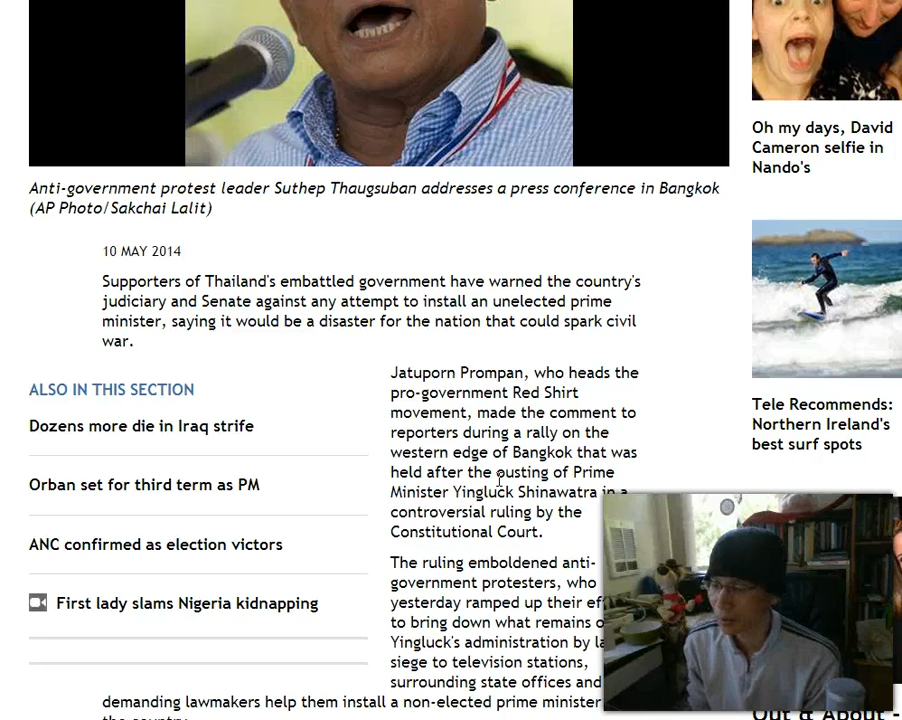 Oh my days, David
Cameron selfie in
Nando's
Anti-government protest leader Suthep Thaugsuban addresses a press conference in Bangkok
(AP Photo/Sakchai Lalit)
10 MAY 2014
Supporters of Thailand's embattled government have warned the country's
judiciary and Senate against any attempt to install an unelected prime
minister, saying it would be a disaster for the nation that could spark civil
war.
ALSO IN THIS SECTION
Dozens more die in Iraq strife
Orban set for third term as PM
ANC confirmed as election victors
First lady slams Nigeria kidnapping
Jatuporn Prompan, who heads the
pro-government Red Shirt
movement, made the comment to
reporters during a rally on the
western edge of Bangkok that was
held after the ousting of Prime
Minister Yingluck Shinawatra in a
controversial ruling by the
Constitutional Court.
The ruling emboldened anti-
government protesters, who
yesterday ramped up their
to bring down what remains
Yingluck's administration by
siege to television stations,
surrounding state offices and
demanding lawmakers help them install a non-elected prime minister
the country.
Tele Recommends:
Northern Ireland's
best surf spots
Out & About -